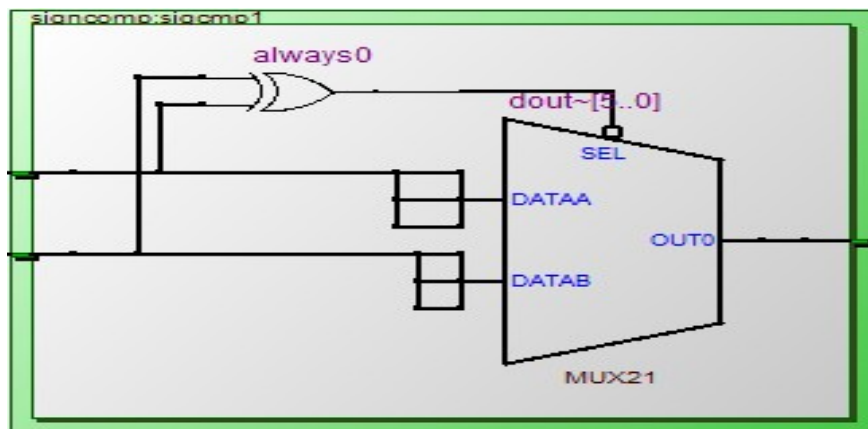 signcomp:sigcmp1
always0
dout~[5..0]
SEL
DATAA
OUT0
DATAB
MUX21